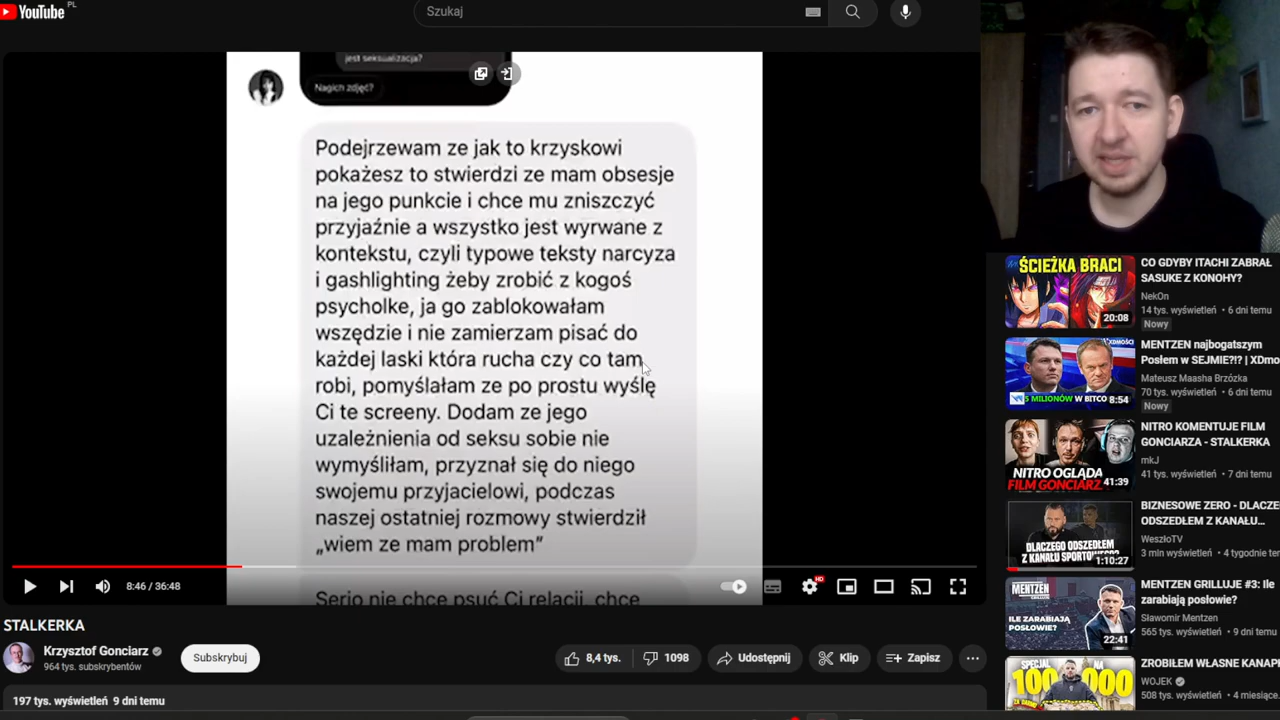 YouTube PL
Szukaj
jest seksualizacja?
Nagich zdjęć?
Podejrzewam ze jak to krzyskowi
pokażesz to stwierdzi ze mam obsesje
na jego punkcie i chce mu zniszczyć
przyjaźnie a wszystko jest wyrwane z
kontekstu, czyli typowe teksty narcyza
i gashlighting żeby zrobić z kogoś
psycholke, ja go zablokowałam
wszędzie i nie zamierzam pisać do
każdej laski która rucha czy co tam
robi, pomyślałam ze po prostu wyślę
Ci te screeny. Dodam ze jego
uzależnienia od seksu sobie nie
wymyśliłam, przyznał się do niego
swojemu przyjacielowi, podczas
naszej ostatniej rozmowy stwierdził
„wiem ze mam problem”
Serio nie chce psuć Ci relacji, chce
8:46 / 36:48
HD
STALKERKA
Krzysztof Gonciarz
964 tys. subskrybentów
Subskrybuj
8,4 tys.
1098
Udostępnij
Klip
Zapisz
197 tys. wyświetleń 9 dni temu
ŚCIEŻKA BRACI
20:08
CO GDYBY ITACHI ZABRAŁ
SASUKE Z KONOHY?
NekOn
14 tys. wyświetleń • 6 dni temu
Nowy
XDMOŚCI
5 MILIONÓW W BITCO
8:54
MENTZEN najbogatszym
Posłem w SEJMIE?!? | XDmo
Mateusz Maasha Brzózka
70 tys. wyświetleń • 6 dni temu
Nowy
NITRO OGLĄDA
FILM GONCIARZA
41:39
NITRO KOMENTUJE FILM
GONCIARZA - STALKERKA
mkJ
41 tys. wyświetleń • 7 dni temu
DLACZEGO ODSZEDŁEM
Z KANAŁU SPORTOWEGO?
1:10:27
BIZNESOWE ZERO - DLACZE
ODSZEDŁEM Z KANAŁU...
WeszłoTV
3 mln wyświetleń • 4 tygodnie te
MENTZEN
GRILLUJE
ILE ZARABIAJĄ
POSŁOWIE?
22:41
MENTZEN GRILLUJE #3: Ile
zarabiają posłowie?
Sławomir Mentzen
565 tys. wyświetleń • 9 dni temu
SPECJAL NA
100 000
ZROBIŁEM WŁASNE KANAP
WOJEK
508 tys. wyświetleń • 4 miesiące